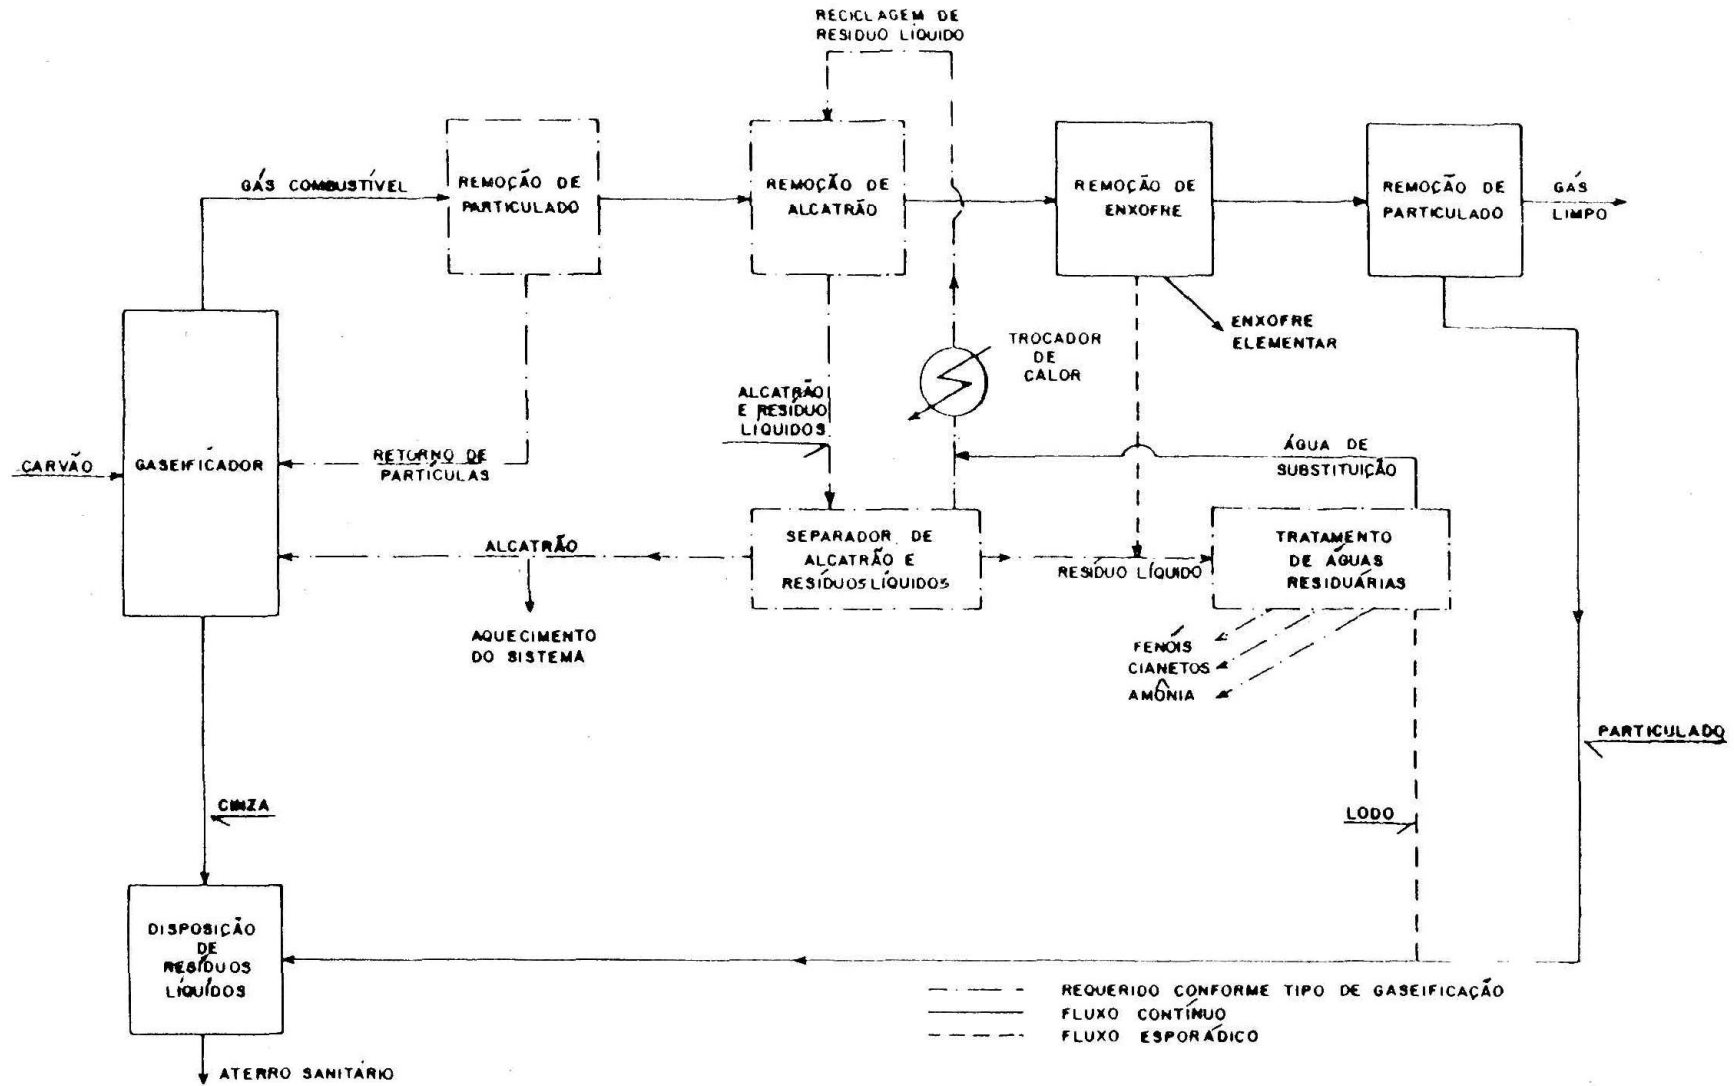 RECICLAGEM DE
RESÍDUO LÍQUIDO
GÁS COMBUSTÍVEL
REMOÇÃO DE
PARTICULADO
REMOÇÃO DE
ALCATRÃO
REMOÇÃO DE
ENXOFRE
REMOÇÃO DE
PARTICULADO
GÁS
LIMPO
ENXOFRE
ELEMENTAR
TROCADOR
DE
CALOR
ALCATRÃO
E RESÍDUO
LÍQUIDOS
CARVÃO
GASEIFICADOR
RETORNO DE
PARTÍCULAS
ÁGUA DE
SUBSTITUIÇÃO
ALCATRÃO
SEPARADOR DE
ALCATRÃO E
RESÍDUOS LÍQUIDOS
RESÍDUO LÍQUIDO
TRATAMENTO
DE ÁGUAS
RESIDUÁRIAS
AQUECIMENTO
DO SISTEMA
FENÓIS
CIANETOS
AMÔNIA
PARTICULADO
CINZA
LODO
DISPOSIÇÃO
DE
RESÍDUOS
LÍQUÍDOS
REQUERIDO CONFORME TIPO DE GASEIFICAÇÃO
FLUXO CONTÍNUO
FLUXO ESPORÁDICO
ATERRO SANITÁRIO